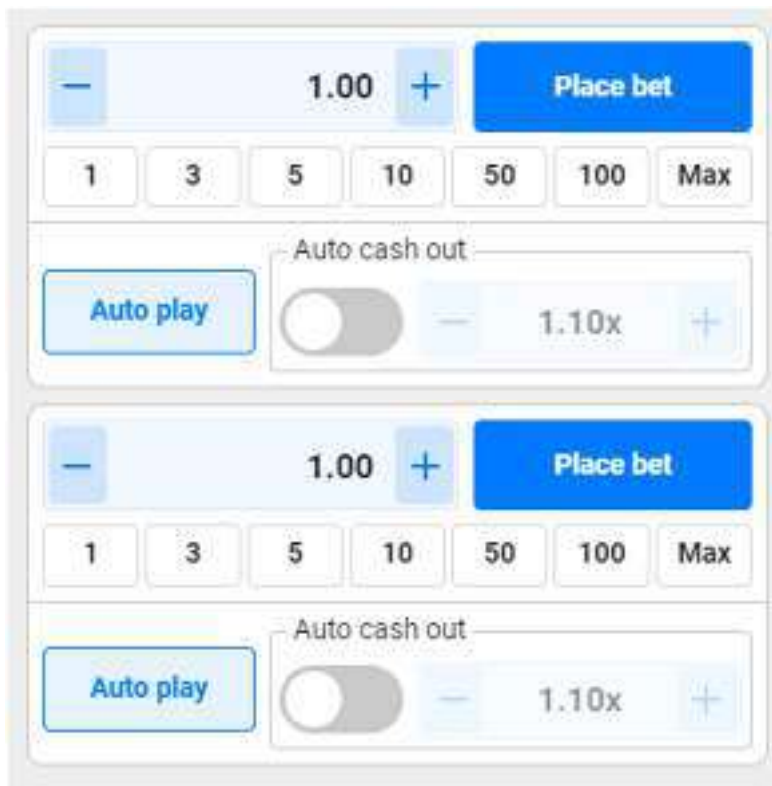 − 1.00 + Place bet
1 3 5 10 50 100 Max
Auto cash out
Auto play − 1.10x +
− 1.00 + Place bet
1 3 5 10 50 100 Max
Auto cash out
Auto play − 1.10x +